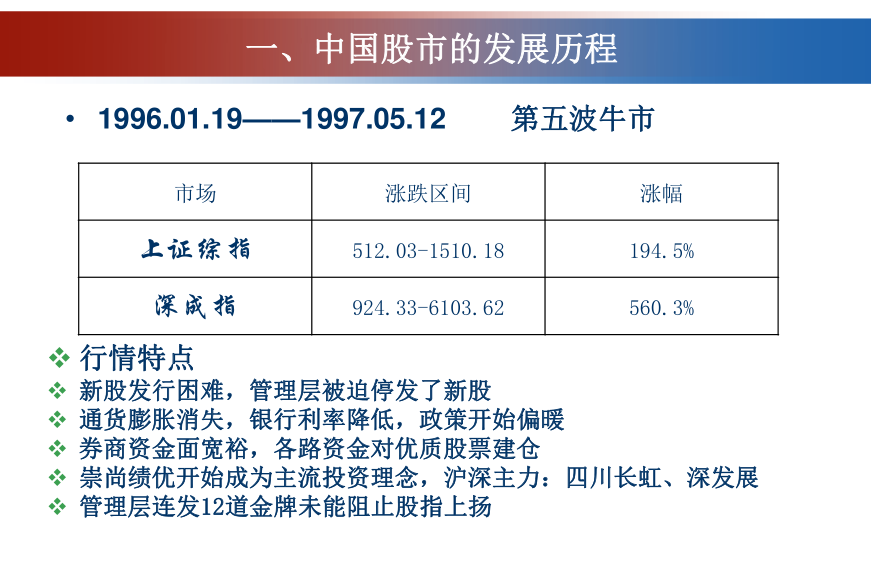 一、中国股市的发展历程
• 1996.01.19——1997.05.12 第五波牛市
市场 涨跌区间 涨幅
上证综指 512.03-1510.18 194.5%
深成指 924.33-6103.62 560.3%
行情特点
新股发行困难，管理层被迫停发了新股
通货膨胀消失，银行利率降低，政策开始偏暖
券商资金面宽裕，各路资金对优质股票建仓
崇尚绩优开始成为主流投资理念，沪深主力：四川长虹、深发展
管理层连发12道金牌未能阻止股指上扬